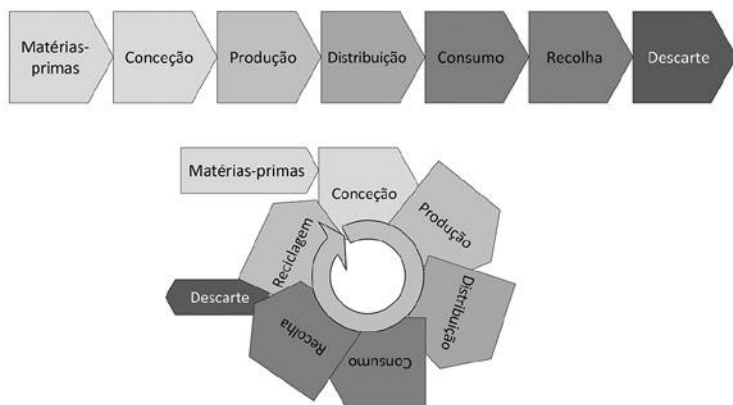 Matérias-
primas
Conceção
Produção
Distribuição
Consumo
Recolha
Descarte
Matérias-primas
Conceção
Produção
Distribuição
Consumo
Recolha
Descarte
Reciclagem